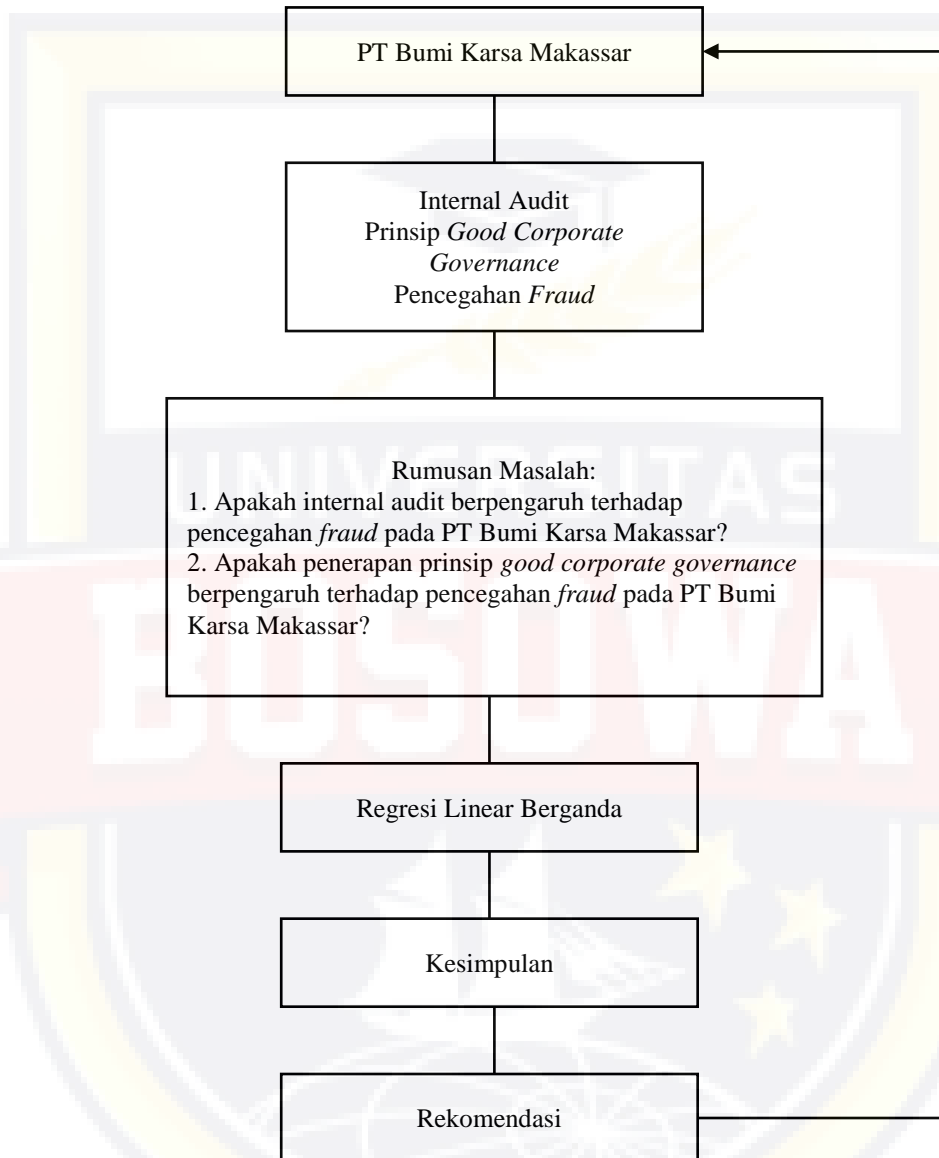 PT Bumi Karsa Makassar
Internal Audit
Prinsip Good Corporate
Governance
Pencegahan Fraud
UNIVERSITAS
Rumusan Masalah:
1. Apakah internal audit berpengaruh terhadap
pencegahan fraud pada PT Bumi Karsa Makassar?
2. Apakah penerapan prinsip good corporate governance
berpengaruh terhadap pencegahan fraud pada PT Bumi
Karsa Makassar?
BOSOWA
Regresi Linear Berganda
Kesimpulan
Rekomendasi